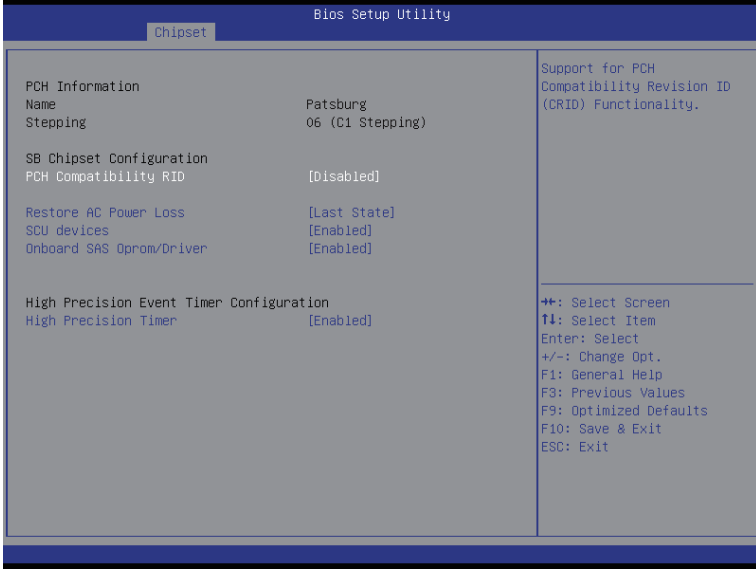 Bios Setup Utility
Chipset
PCH Information
Name Patsburg
Stepping 06 (C1 Stepping)
SB Chipset Configuration
PCH Compatibility RID [Disabled]
Restore AC Power Loss [Last State]
SCU devices [Enabled]
Onboard SAS Oprom/Driver [Enabled]
High Precision Event Timer Configuration
High Precision Timer [Enabled]
Support for PCH
Compatibility Revision ID
(CRID) Functionality.
→←: Select Screen
↑↓: Select Item
Enter: Select
+/-: Change Opt.
F1: General Help
F3: Previous Values
F9: Optimized Defaults
F10: Save & Exit
ESC: Exit